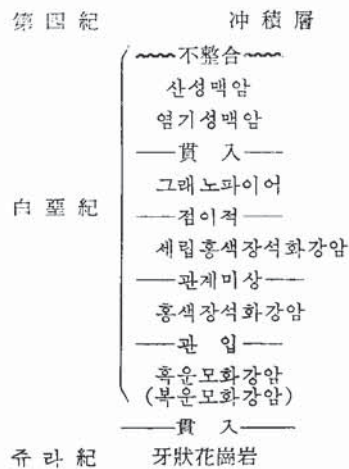 第四紀 冲積層
不整合
산성맥암
염기성맥암
貫 入
그래노파이어
白堊紀 점이적
세립홍색장석화강암
관계미상
홍색장석화강암
관 입
흑운모화강암
(복운모화강암)
貫 入
쥬라紀 牙狀花崗岩